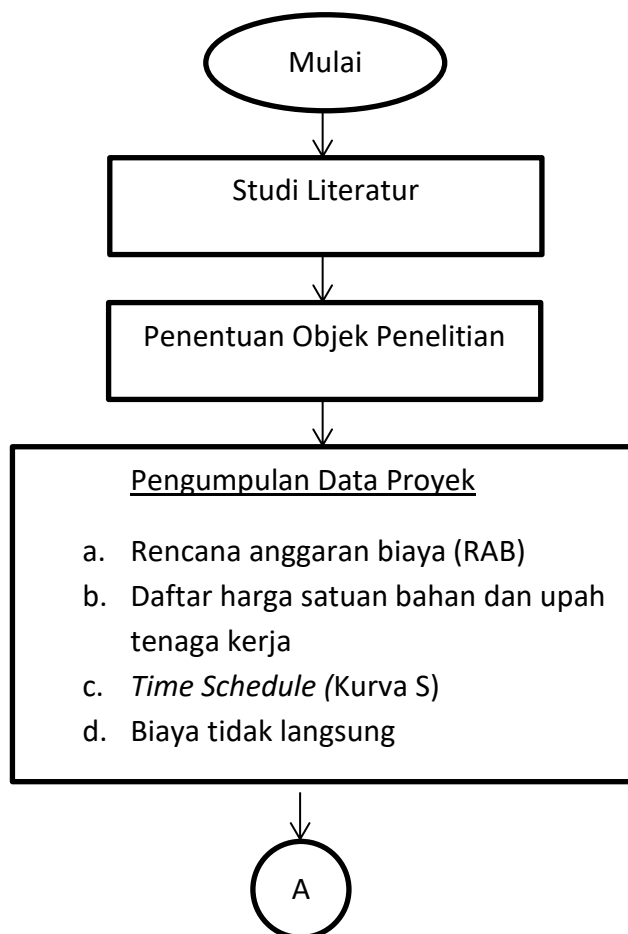 Mulai
Studi Literatur
Penentuan Objek Penelitian
Pengumpulan Data Proyek
a. Rencana anggaran biaya (RAB)
b. Daftar harga satuan bahan dan upah
tenaga kerja
c. Time Schedule (Kurva S)
d. Biaya tidak langsung
A